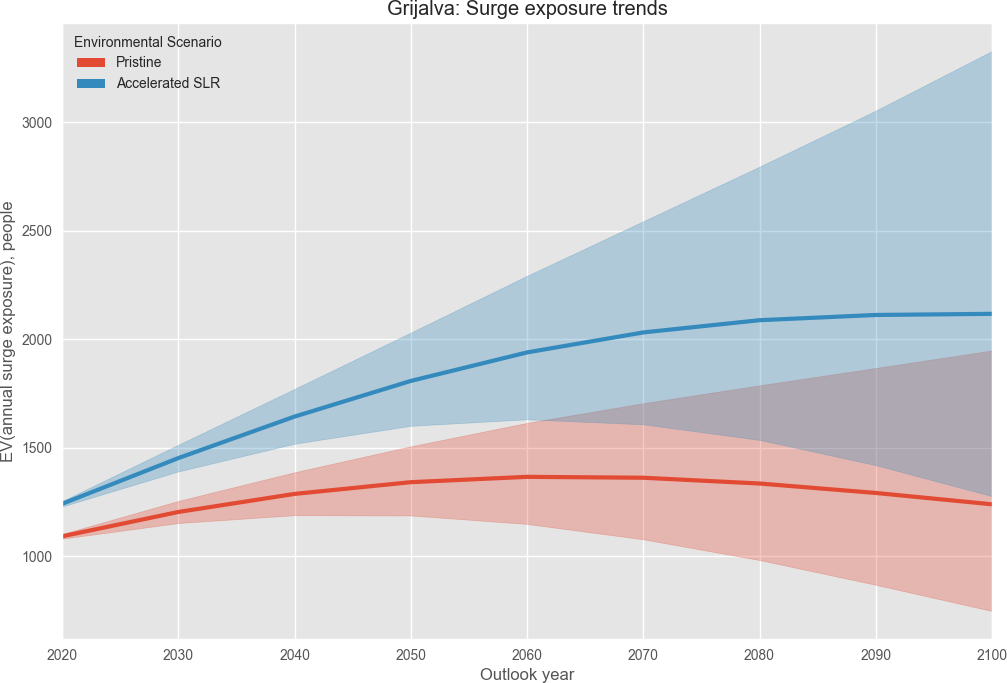 Grijalva: Surge exposure trends
Environmental Scenario
Pristine
Accelerated SLR
EV(annual surge exposure), people
3000
2500
2000
1500
1000
2020 2030 2040 2050 2060 2070 2080 2090 2100
Outlook year